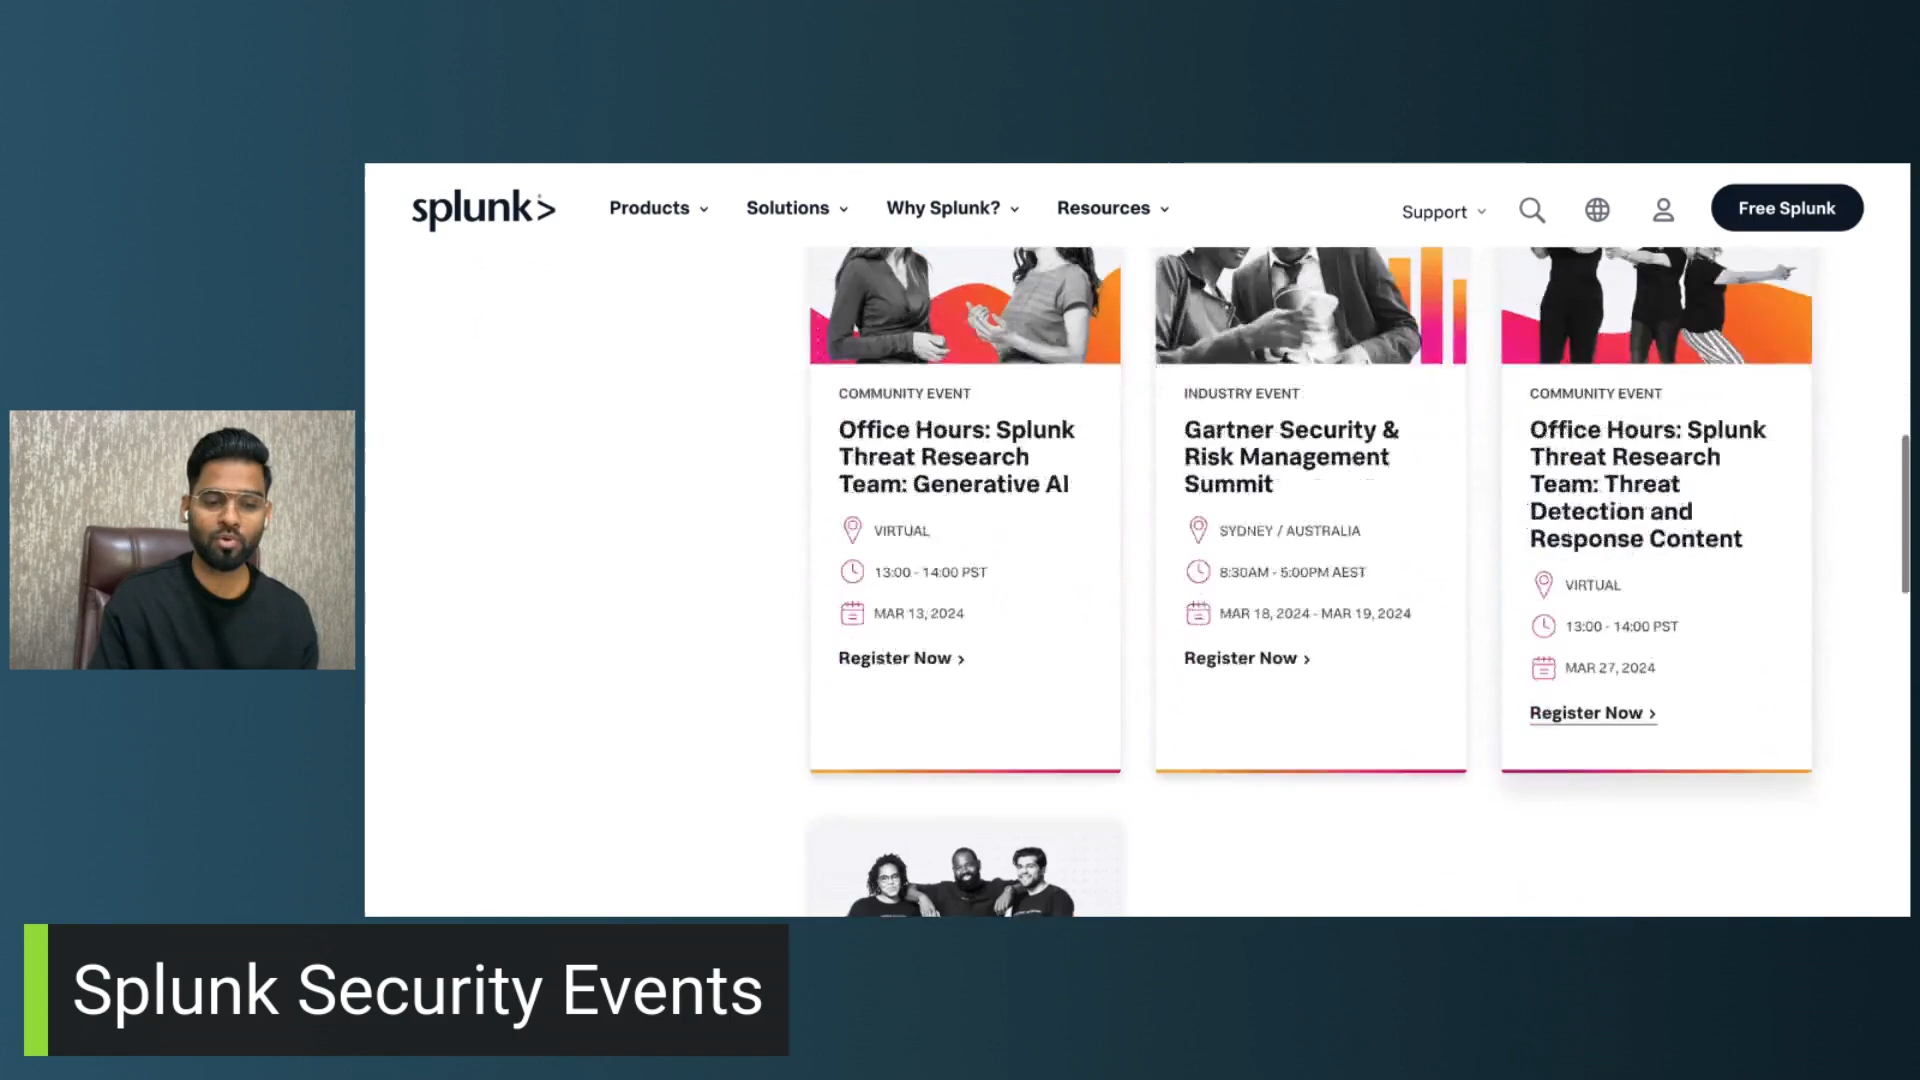 splunk>
Products
Solutions
Why Splunk?
Resources
Support
Free Splunk
COMMUNITY EVENT
Office Hours: Splunk
Threat Research
Team: Generative AI
VIRTUAL
13:00 - 14:00 PST
MAR 13, 2024
Register Now >
INDUSTRY EVENT
Gartner Security &
Risk Management
Summit
SYDNEY / AUSTRALIA
8:30AM - 5:00PM AEST
MAR 18, 2024 - MAR 19, 2024
Register Now >
COMMUNITY EVENT
Office Hours: Splunk
Threat Research
Team: Threat
Detection and
Response Content
VIRTUAL
13:00 - 14:00 PST
MAR 27, 2024
Register Now >
Splunk Security Events